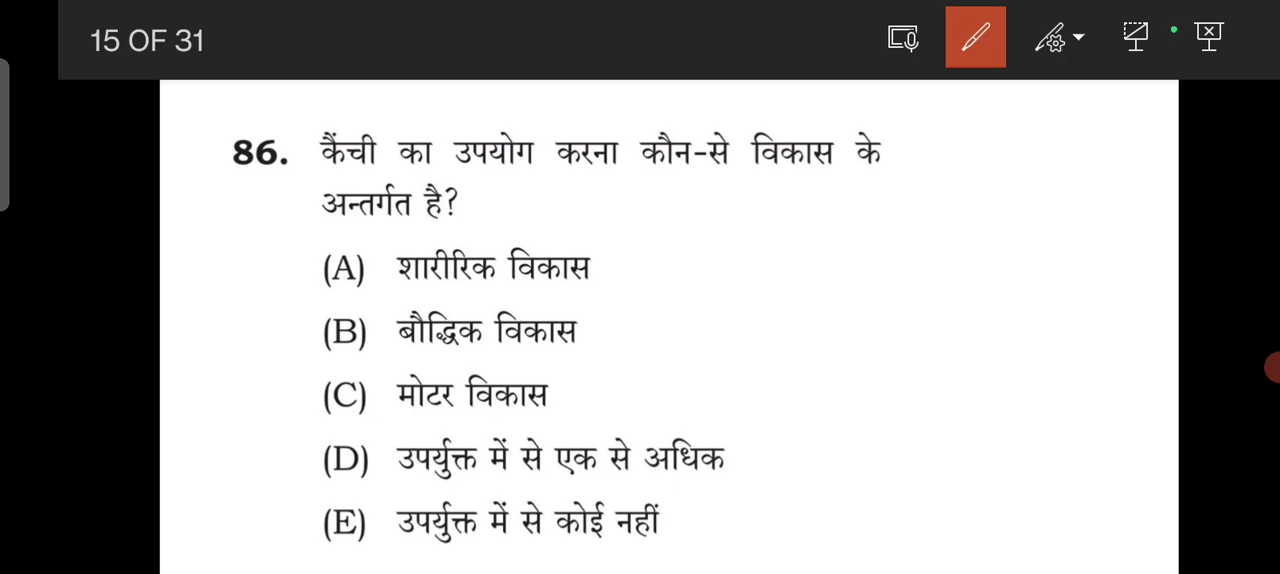 15 OF 31
86. कैंची का उपयोग करना कौन-से विकास के
अन्तर्गत है?
(A) शारीरिक विकास
(B) बौद्धिक विकास
(C) मोटर विकास
(D) उपर्युक्त में से एक से अधिक
(E) उपर्युक्त में से कोई नहीं